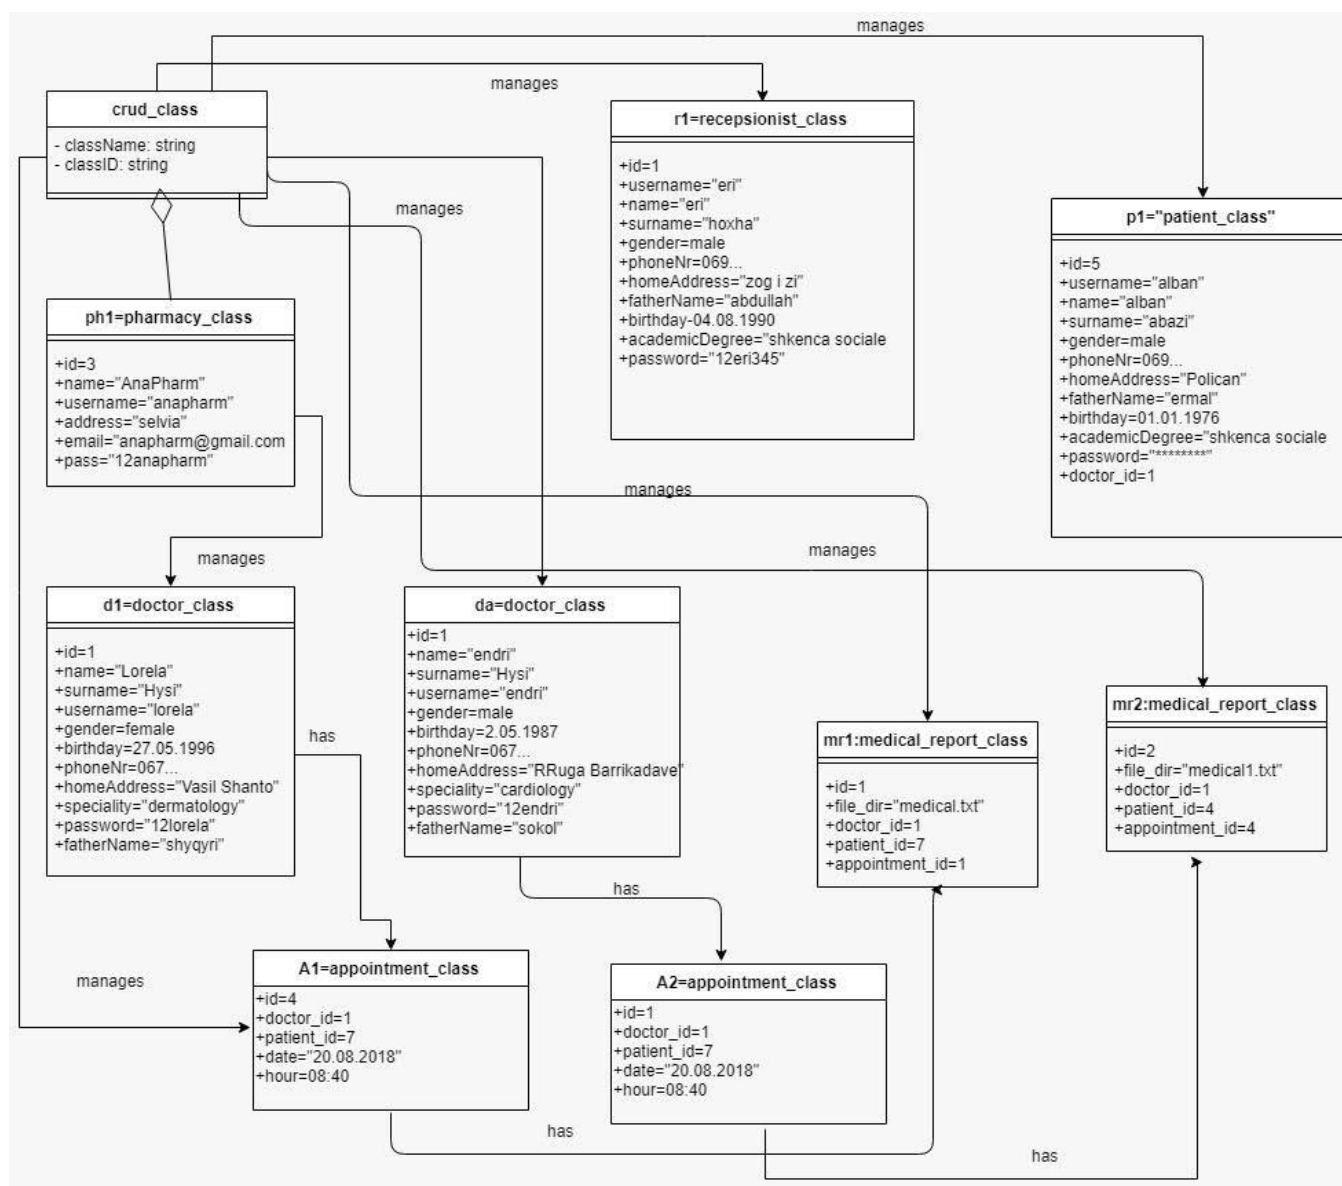 manages
manages
crud_class
- className: string
- classID: string
manages
r1=recepsionist_class
+id=1
+username="eri"
+name="eri"
+surname="hoxha"
+gender=male
+phoneNr=069...
+homeAddress="zog i zi"
+fatherName="abdullah"
+birthday-04.08.1990
+academicDegree="shkenca sociale
+password="12eri345"
p1="patient_class"
+id=5
+username="alban"
+name="alban"
+surname="abazi"
+gender=male
+phoneNr=069...
+homeAddress="Polican"
+fatherName="ermal"
+birthday=01.01.1976
+academicDegree="shkenca sociale
+password="********"
+doctor_id=1
ph1=pharmacy_class
+id=3
+name="AnaPharm"
+username="anapharm"
+address="selvia"
+email="anapharm@gmail.com
+pass="12anapharm"
manages
manages
manages
d1=doctor_class
+id=1
+name="Lorela"
+surname="Hysi"
+username="lorela"
+gender=female
+birthday=27.05.1996
+phoneNr=067...
+homeAddress="Vasil Shanto"
+speciality="dermatology"
+password="12lorela"
+fatherName="shyqyri"
has
da=doctor_class
+id=1
+name="endri"
+surname="Hysi"
+username="endri"
+gender=male
+birthday=2.05.1987
+phoneNr=067...
+homeAddress="RRuga Barrikadave"
+speciality="cardiology"
+password="12endri"
+fatherName="sokol"
mr1:medical_report_class
+id=1
+file_dir="medical.txt"
+doctor_id=1
+patient_id=7
+appointment_id=1
mr2:medical_report_class
+id=2
+file_dir="medical1.txt"
+doctor_id=1
+patient_id=4
+appointment_id=4
has
manages
A1=appointment_class
+id=4
+doctor_id=1
+patient_id=7
+date="20.08.2018"
+hour=08:40
A2=appointment_class
+id=1
+doctor_id=1
+patient_id=7
+date="20.08.2018"
+hour=08:40
has
has